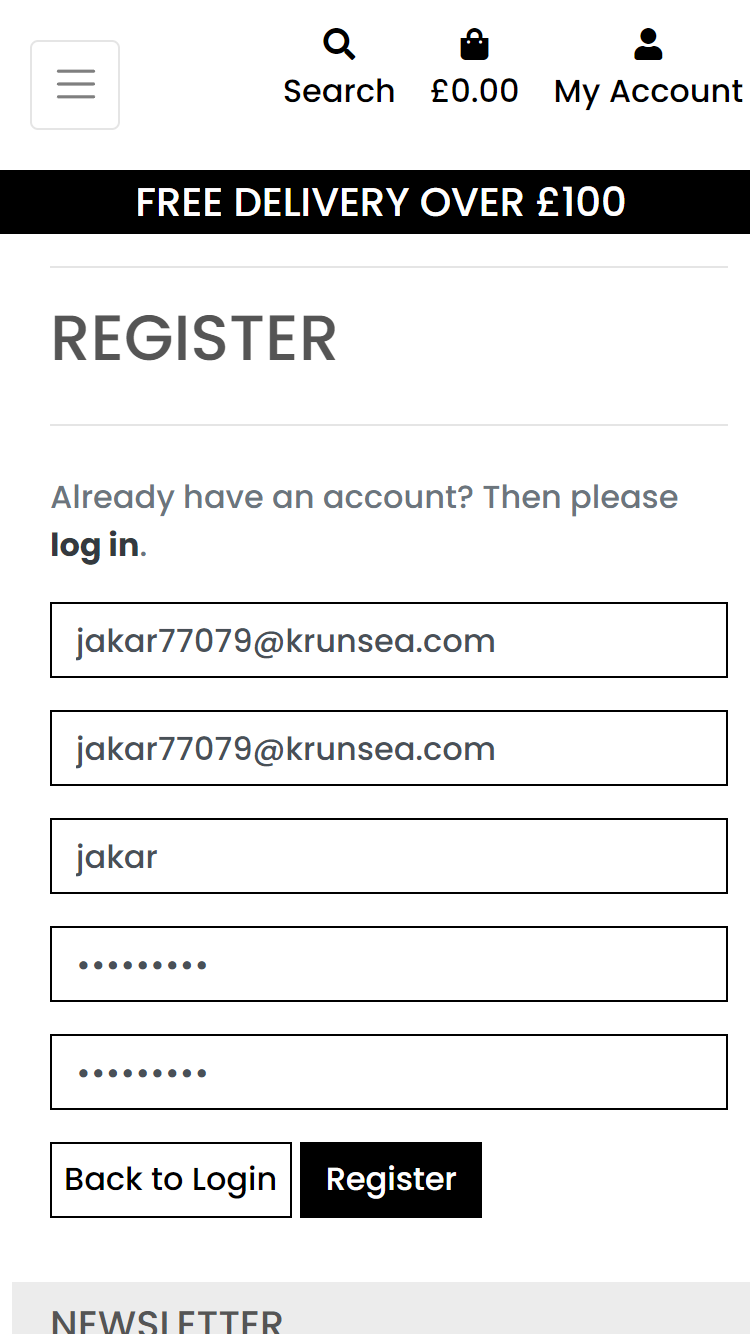 Search £0.00 My Account
FREE DELIVERY OVER £100
REGISTER
Already have an account? Then please
log in.
jakar77079@krunsea.com
jakar77079@krunsea.com
jakar
•••••••••
•••••••••
Back to Login Register
NEWSLETTER